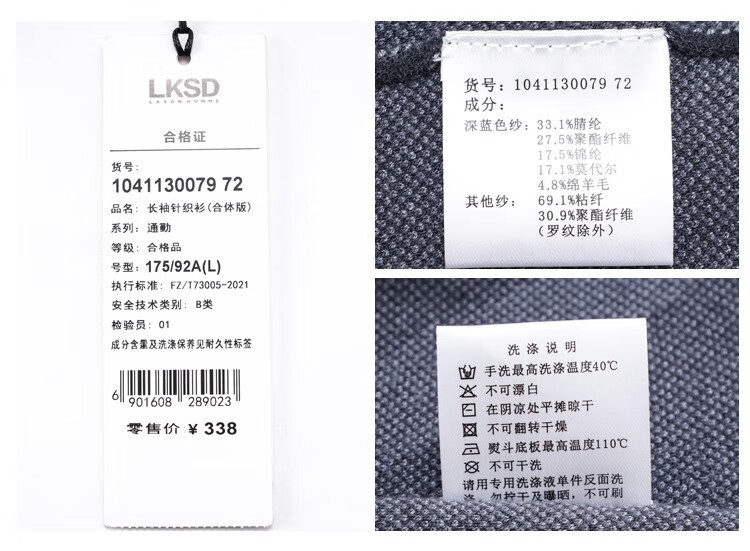 LKSD
LAXDN HOMME
合格证
货号:
1041130079 72
品名: 长袖针织衫(合体版)
系列: 通勤
等级: 合格品
号型: 175/92A(L)
执行标准: FZ/T73005-2021
安全技术类别: B类
检验员: 01
成分含量及洗涤保养见耐久性标签
6 901608 289023
零售价 ¥ 338
货号: 1041130079 72
成分:
深蓝色纱: 33.1%腈纶
27.5%聚酯纤维
17.5%锦纶
17.1%莫代尔
4.8%绵羊毛
其他纱: 69.1%粘纤
30.9%聚酯纤维
(罗纹除外)
洗涤说明
手洗最高洗涤温度40℃
不可漂白
在阴凉处平摊晾干
不可翻转干燥
熨斗底板最高温度110℃
不可干洗
请用专用洗涤液单件反面洗
涤, 勿拧干及曝晒, 不可刷